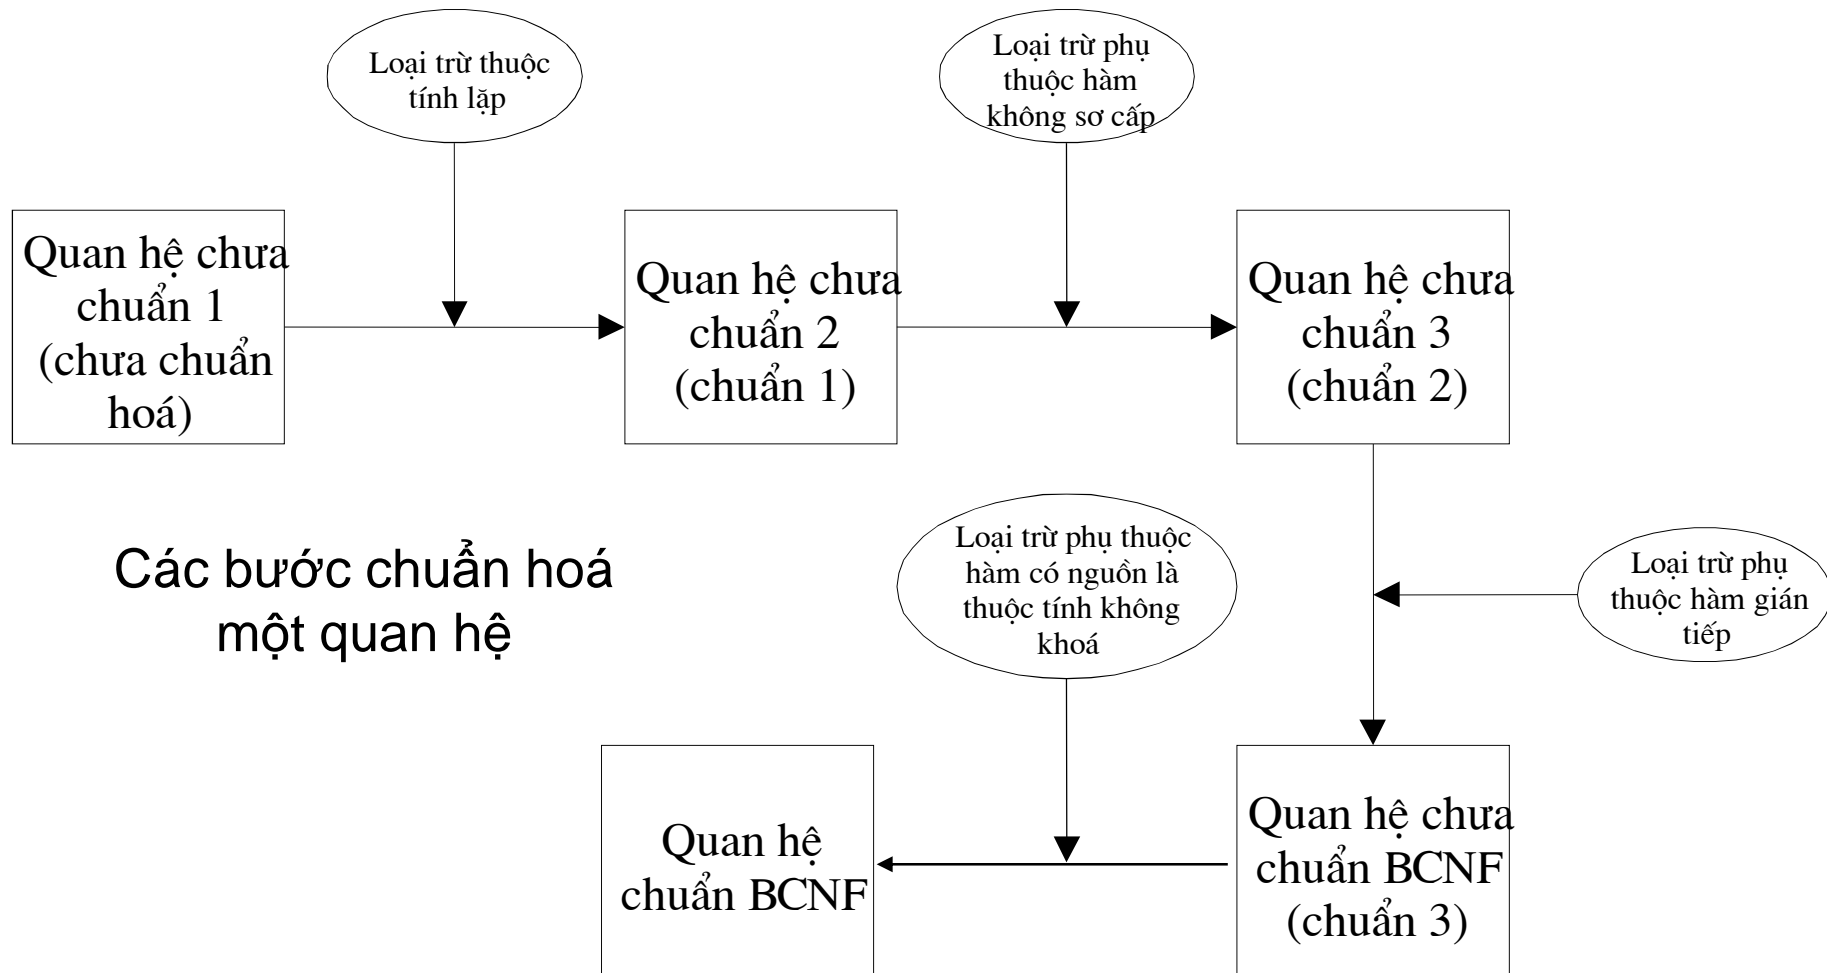 Loại trừ thuộc
tính lặp
Loại trừ phụ
thuộc hàm
không sơ cấp
Quan hệ chưa
chuẩn 1
(chưa chuẩn
hoá)
Quan hệ chưa
chuẩn 2
(chuẩn 1)
Quan hệ chưa
chuẩn 3
(chuẩn 2)
Các bước chuẩn hoá
một quan hệ
Loại trừ phụ thuộc
hàm có nguồn là
thuộc tính không
khoá
Loại trừ phụ
thuộc hàm gián
tiếp
Quan hệ
chuẩn BCNF
Quan hệ chưa
chuẩn BCNF
(chuẩn 3)